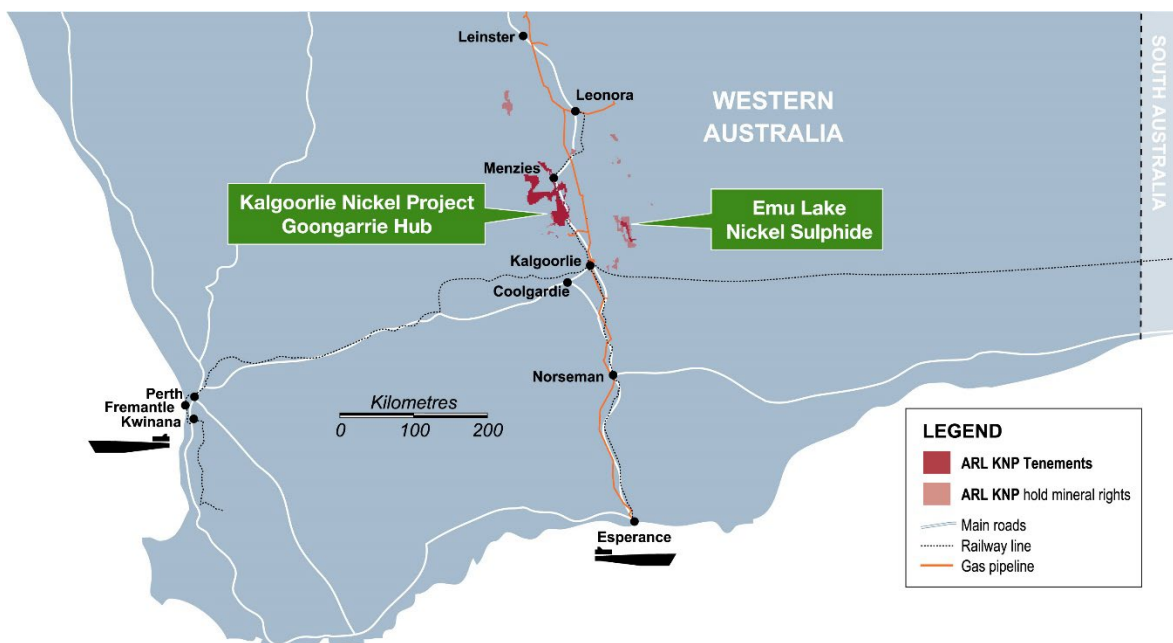 Leinster
Leonora
WESTERN
AUSTRALIA
SOUTH AUSTRALIA
Menzies
Kalgoorlie Nickel Project
Goongarrie Hub
Emu Lake
Nickel Sulphide
Kalgoorlie
Coolgardie
Norseman
Perth
Fremantle
Kwinana
Kilometres
0 100 200
Esperance
LEGEND
ARL KNP Tenements
ARL KNP hold mineral rights
Main roads
Railway line
Gas pipeline